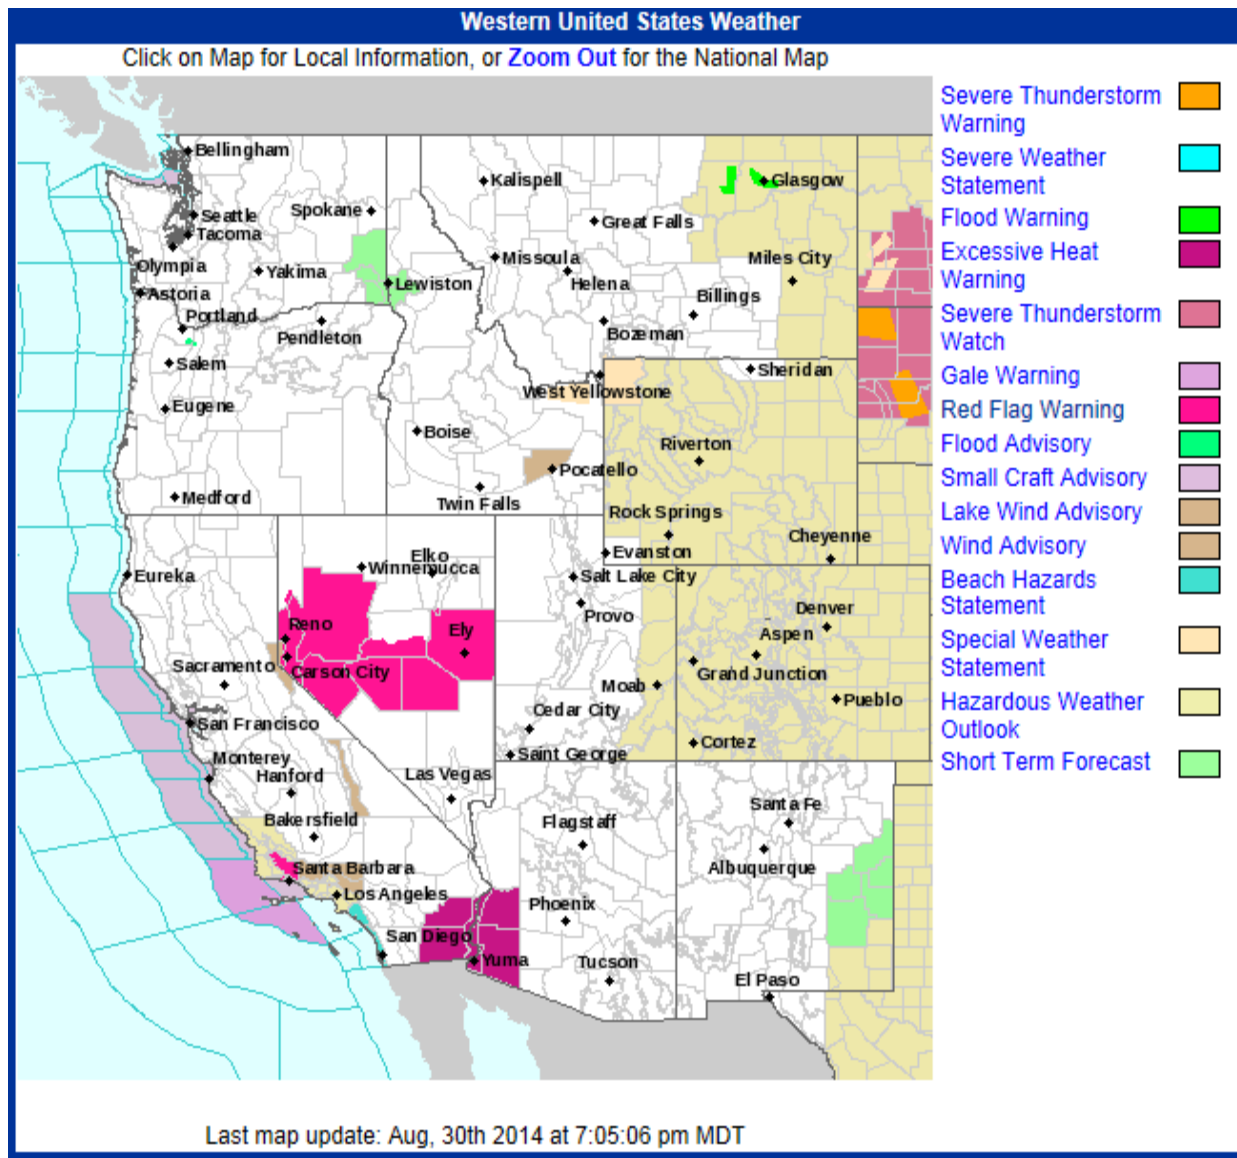 Western United States Weather
Click on Map for Local Information, or Zoom Out for the National Map
Bellingham
Seattle
Tacoma
Olympia
Spokane
Yakima
Astoria
Portland
Salem
Eugene
Medford
Pendleton
Lewiston
Kalispell
Missoula
Great Falls
Helena
Bozeman
Billings
Glasgow
Miles City
West Yellowstone
Sheridan
Boise
Pocatello
Twin Falls
Riverton
Rock Springs
Evanston
Cheyenne
Eureka
Winnemucca
Elko
Reno
Carson City
Ely
Salt Lake City
Provo
Moab
Cedar City
Saint George
Denver
Aspen
Grand Junction
Pueblo
Cortez
Sacramento
San Francisco
Monterey
Hanford
Bakersfield
Las Vegas
Santa Barbara
Los Angeles
San Diego
Yuma
Flagstaff
Phoenix
Tucson
Santa Fe
Albuquerque
El Paso
Severe Thunderstorm
Warning
Severe Weather
Statement
Flood Warning
Excessive Heat
Warning
Severe Thunderstorm
Watch
Gale Warning
Red Flag Warning
Flood Advisory
Small Craft Advisory
Lake Wind Advisory
Wind Advisory
Beach Hazards
Statement
Special Weather
Statement
Hazardous Weather
Outlook
Short Term Forecast
Last map update: Aug, 30th 2014 at 7:05:06 pm MDT